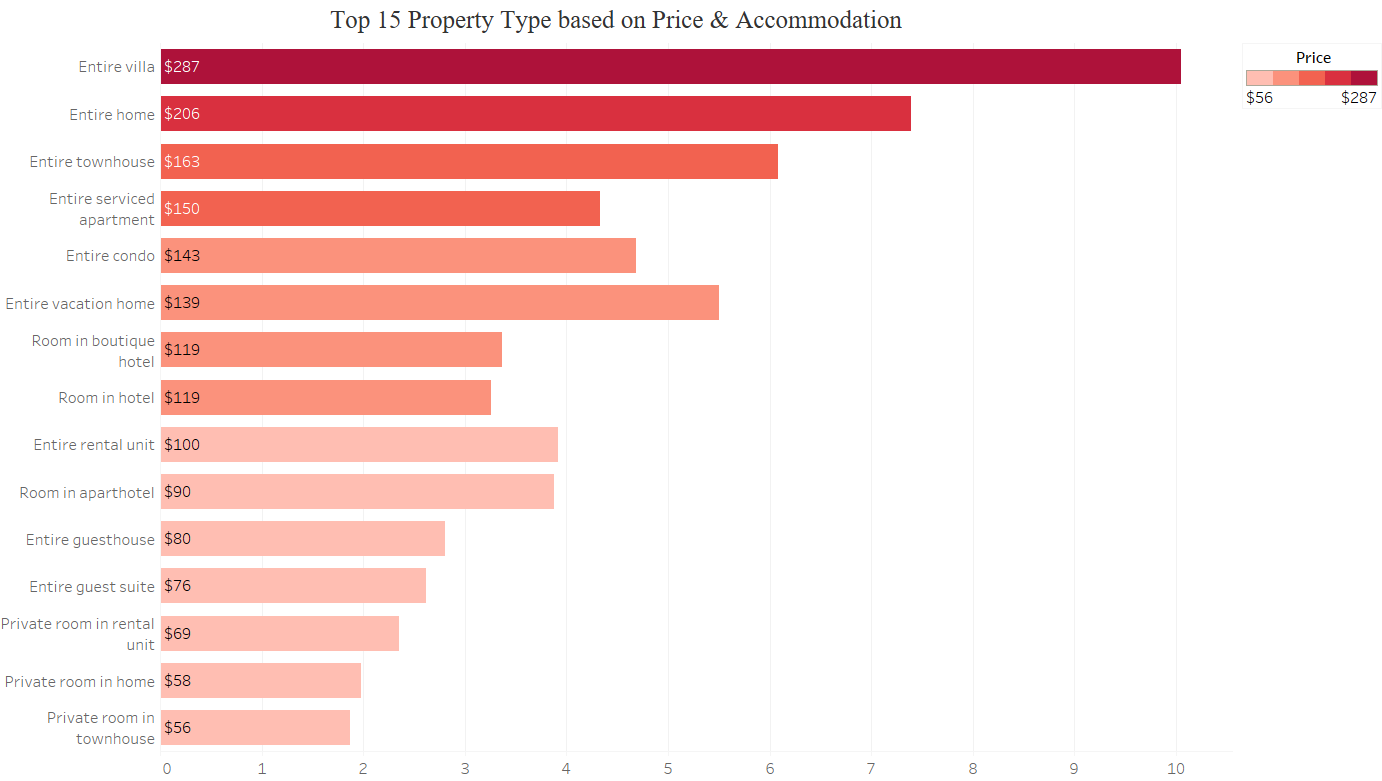 Top 15 Property Type based on Price & Accommodation
Price
$56 $287
Entire villa $287
Entire home $206
Entire townhouse $163
Entire serviced
apartment $150
Entire condo $143
Entire vacation home $139
Room in boutique
hotel $119
Room in hotel $119
Entire rental unit $100
Room in aparthotel $90
Entire guesthouse $80
Entire guest suite $76
Private room in rental
unit $69
Private room in home $58
Private room in
townhouse $56
0 1 2 3 4 5 6 7 8 9 10